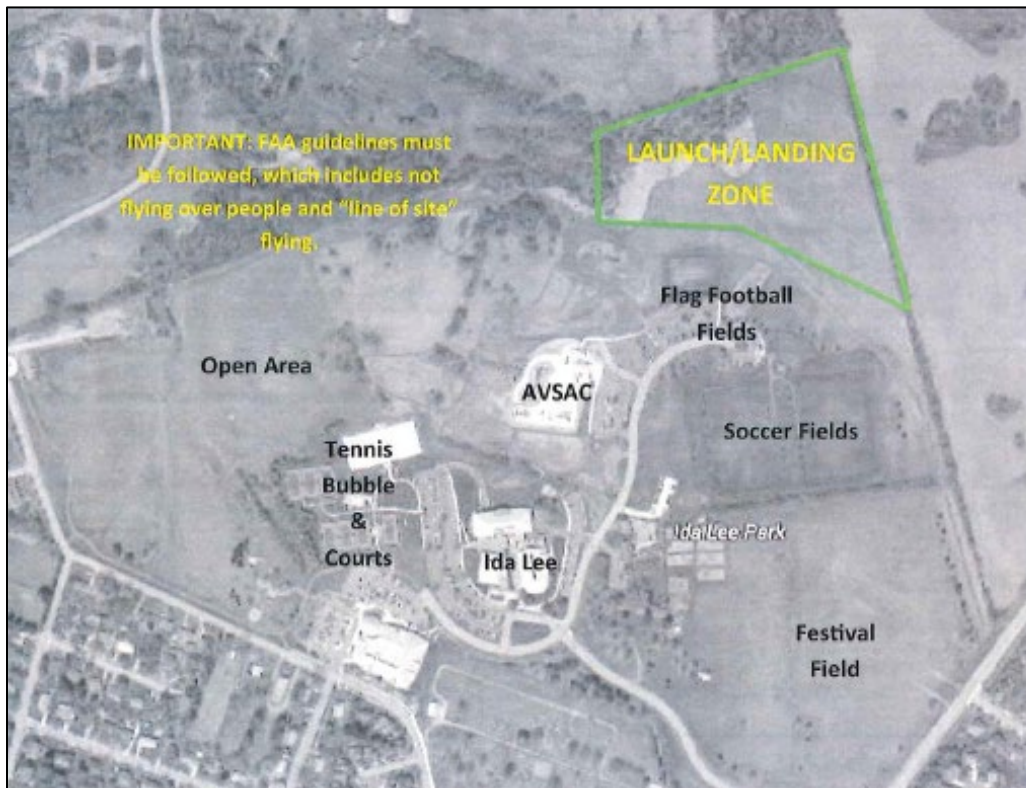 IMPORTANT: FAA guidelines must
be followed, which includes not
flying over people and “line of site”
flying.
LAUNCH/LANDING
ZONE
Flag Football
Fields
Open Area
AVSAC
Soccer Fields
Tennis
Bubble
&
Courts
Ida Lee
Ida Lee Park
Festival
Field